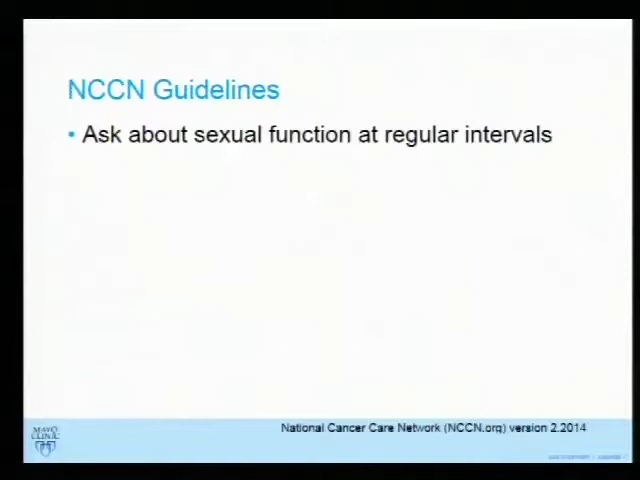 NCCN Guidelines
• Ask about sexual function at regular intervals
National Cancer Care Network (NCCN.org) version 2.2014
MAYO
CLINIC